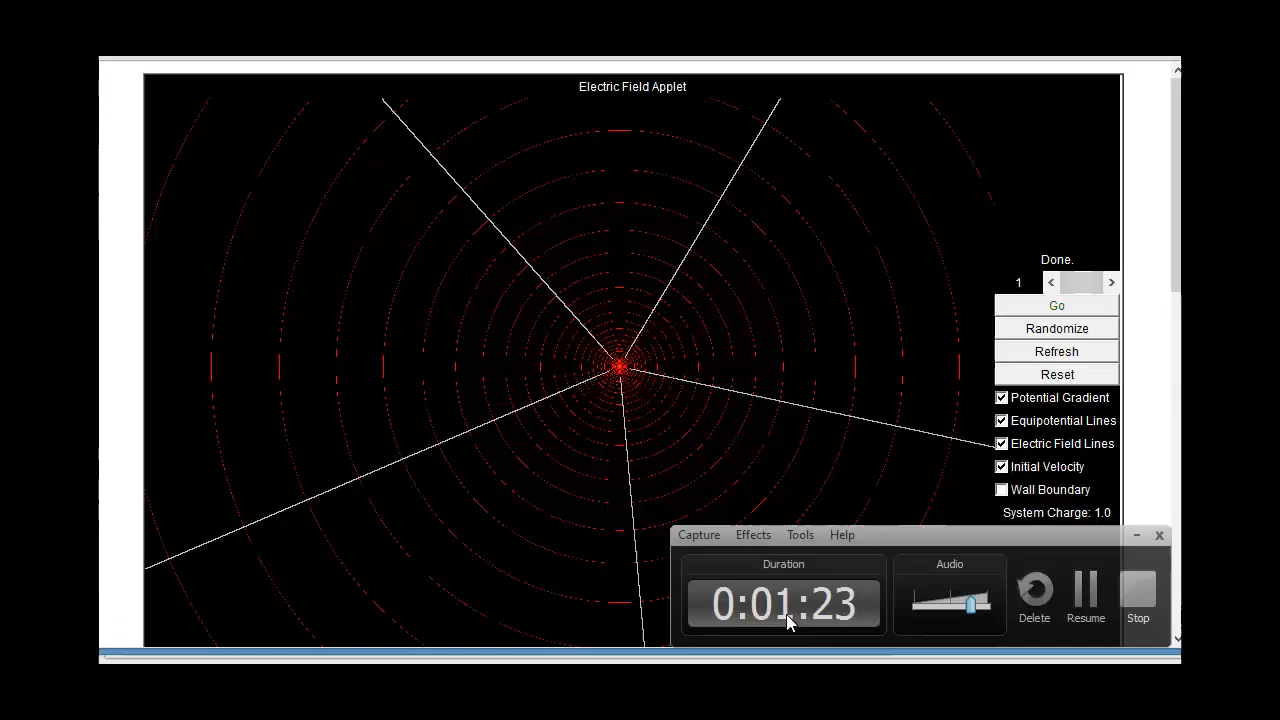 Electric Field Applet
Done.
1
Go
Randomize
Refresh
Reset
Potential Gradient
Equipotential Lines
Electric Field Lines
Initial Velocity
Wall Boundary
System Charge: 1.0
Capture Effects Tools Help
Duration
Audio
0:01:23
Delete Resume Stop